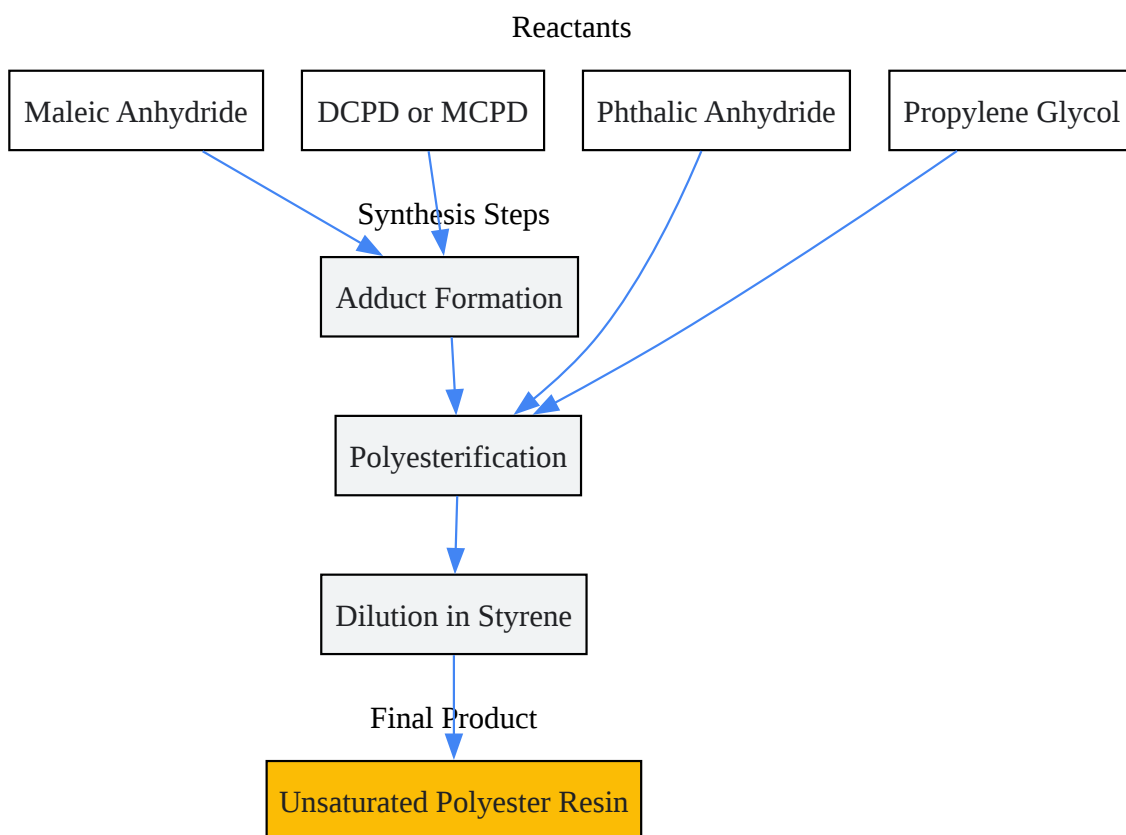 Reactants
Maleic Anhydride
DCPD or MCPD
Phthalic Anhydride
Propylene Glycol
Synthesis Steps
Adduct Formation
Polyesterification
Dilution in Styrene
Final Product
Unsaturated Polyester Resin